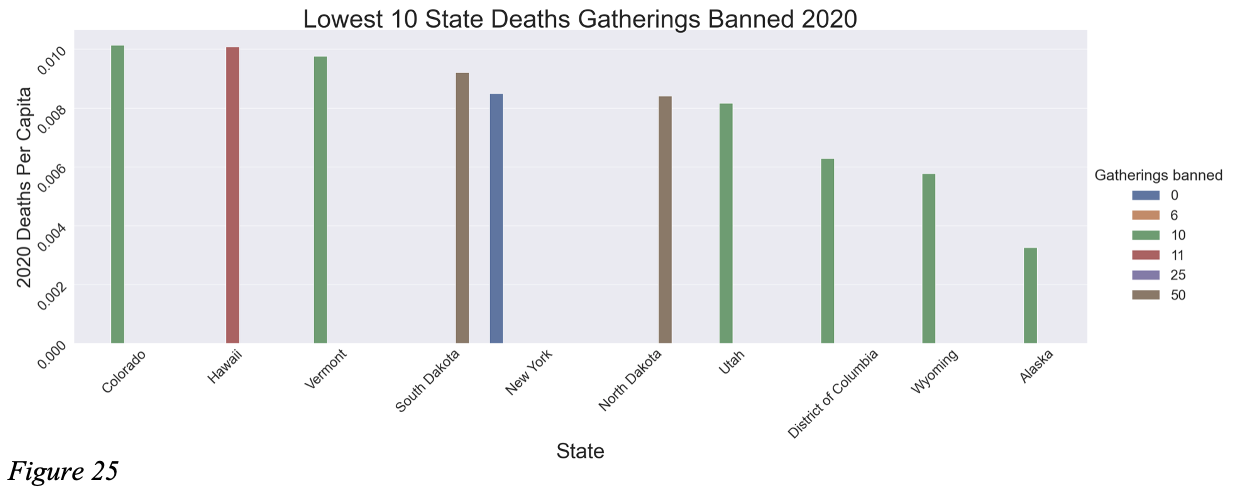 Lowest 10 State Deaths Gatherings Banned 2020
2020 Deaths Per Capita
0.010
0.008
0.006
0.004
0.002
0.000
Colorado
Hawaii
Vermont
South Dakota
New York
North Dakota
Utah
District of Columbia
Wyoming
Alaska
State
Gatherings banned
0
6
10
11
25
50
Figure 25